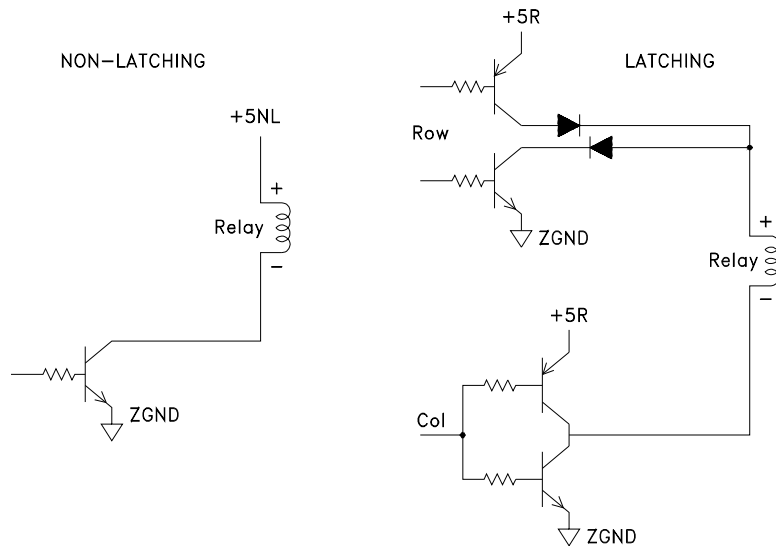 NON-LATCHING
+5NL
+
Relay
-
ZGND
+5R
LATCHING
Row
ZGND
+
Relay
-
+5R
Col
ZGND